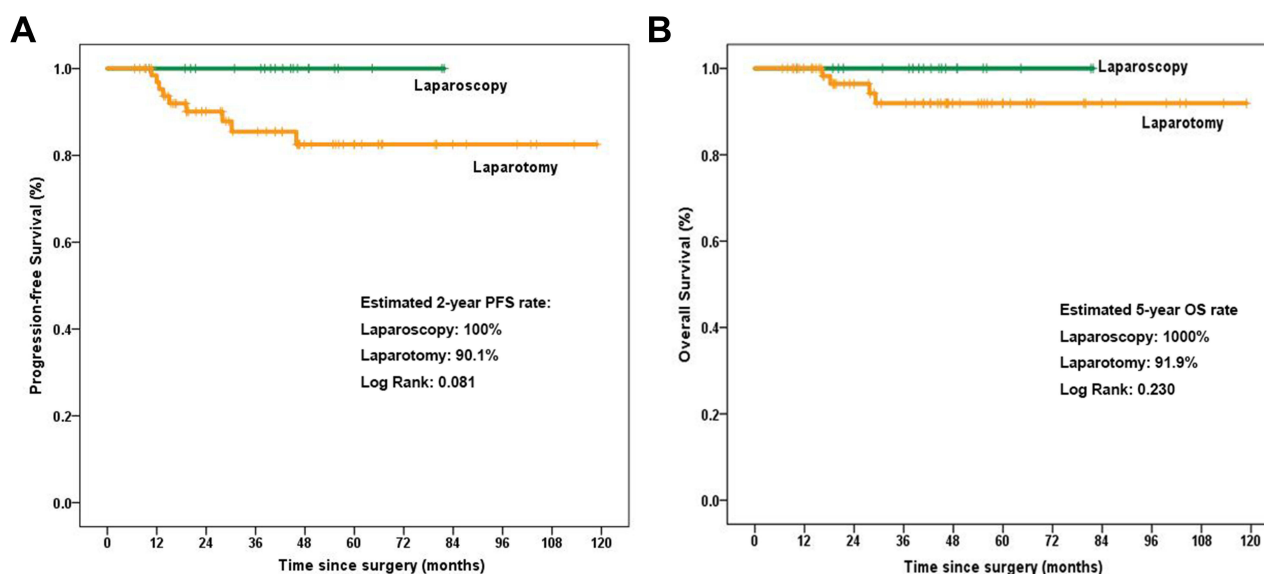 A
1.0
0.8
0.6
0.4
0.2
0.0
Progression-free Survival (%)
Laparoscopy
Laparotomy
Estimated 2-year PFS rate:
Laparoscopy: 100%
Laparotomy: 90.1%
Log Rank: 0.081
0 12 24 36 48 60 72 84 96 108 120
Time since surgery (months)
B
1.0
0.8
0.6
0.4
0.2
0.0
Overall Survival (%)
Laparoscopy
Laparotomy
Estimated 5-year OS rate
Laparoscopy: 1000%
Laparotomy: 91.9%
Log Rank: 0.230
0 12 24 36 48 60 72 84 96 108 120
Time since surgery (months)